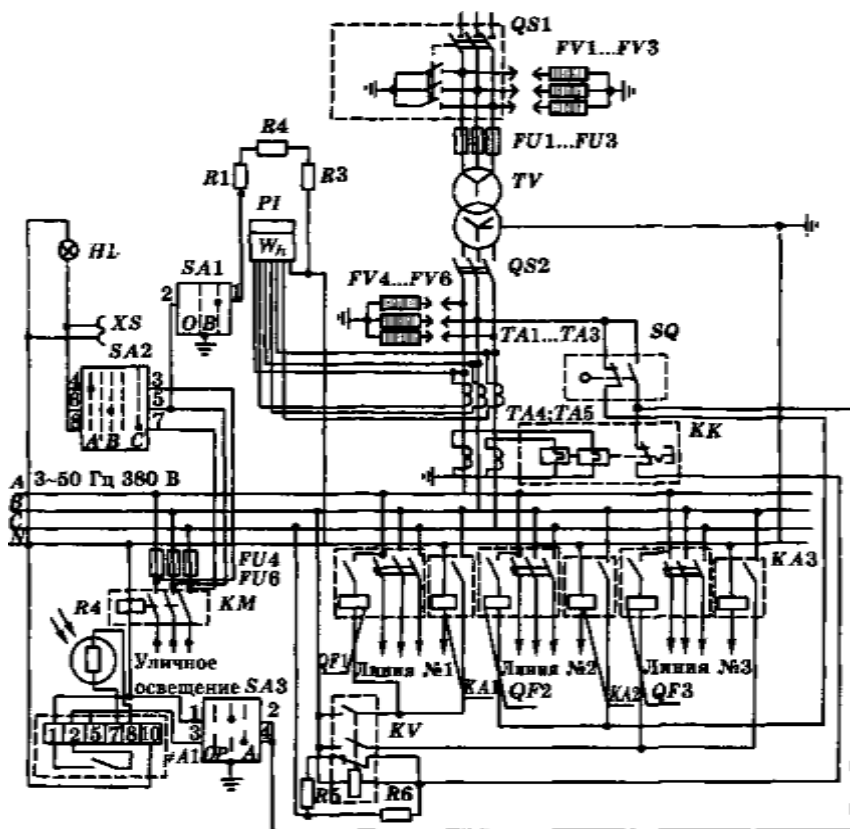 QS1
FV1...FV3
R4
FU1...FU3
R1
R3
TV
PI
Wh
HL
SA1
QS2
2
1
FV4...FV6
O B
XS
TA1...TA3
SQ
SA2
3
5
7
A B C
TA4; TA5
KK
A 3~50 Гц 380 В
B
C
N
FU4
FU6
KA3
R4
KM
Уличное
освещение
SA3
QF1
Линия №1
KA1
Линия №2
QF2
KA2
Линия №3
QF3
1
2
3
4
KV
1 2 5 7 8 10
A1
OP A
R5
R6